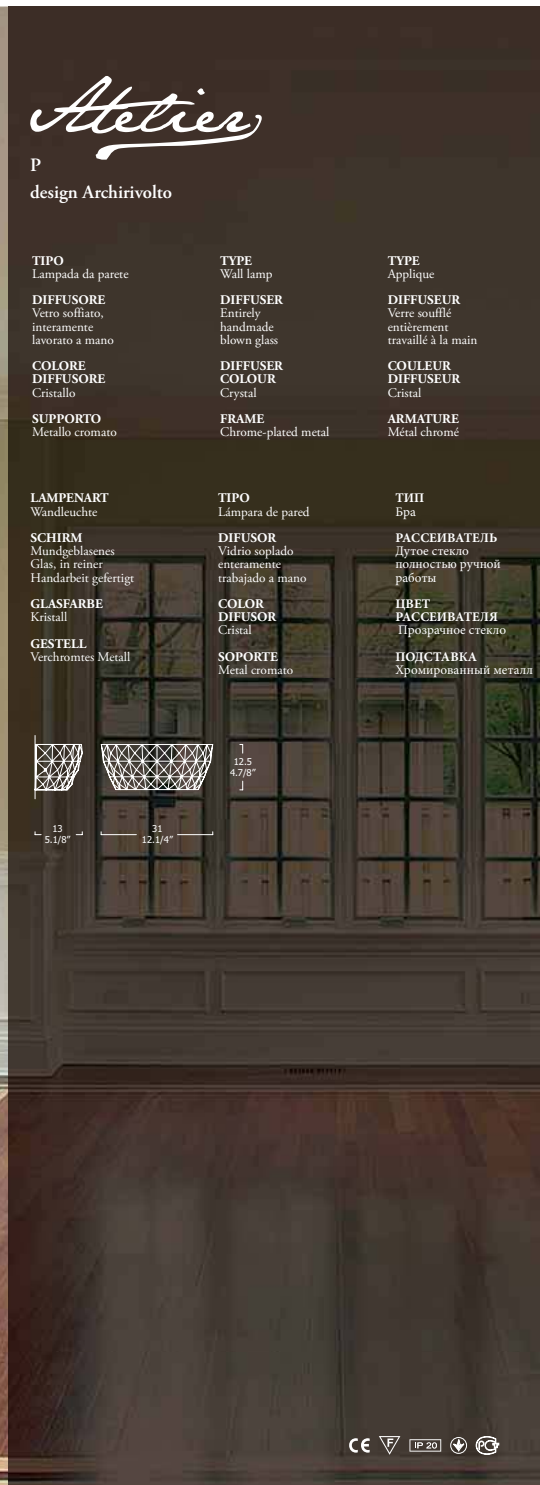 Atelier
P
design Archirivolto
TIPO
Lampada da parete
DIFFUSORE
Vetro soffiato,
interamente
lavorato a mano
COLORE
DIFFUSORE
Cristallo
SUPPORTO
Metallo cromato
TYPE
Wall lamp
DIFFUSER
Entirely
handmade
blown glass
DIFFUSER
COLOUR
Crystal
FRAME
Chrome-plated metal
TYPE
Applique
DIFFUSEUR
Verre soufflé
entièrement
travaillé à la main
COULEUR
DIFFUSEUR
Cristal
ARMATURE
Métal chromé
LAMPENART
Wandleuchte
SCHIRM
Mundgeblasenes
Glas, in reiner
Handarbeit gefertigt
GLASFARBE
Kristall
GESTELL
Verchromtes Metall
TIPO
Lámpara de pared
DIFUSOR
Vidrio soplado
enteramente
trabajado a mano
COLOR
DIFUSOR
Cristal
SOPORTE
Metal cromato
ТИП
Бра
РАССЕИВАТЕЛЬ
Дутое стекло
полностью ручной
работы
ЦВЕТ
РАССЕИВАТЕЛЯ
Прозрачное стекло
ПОДСТАВКА
Хромированный металл
12.5
4.7/8"
13
5.1/8"
31
12.1/4"
CE F IP 20 PCT